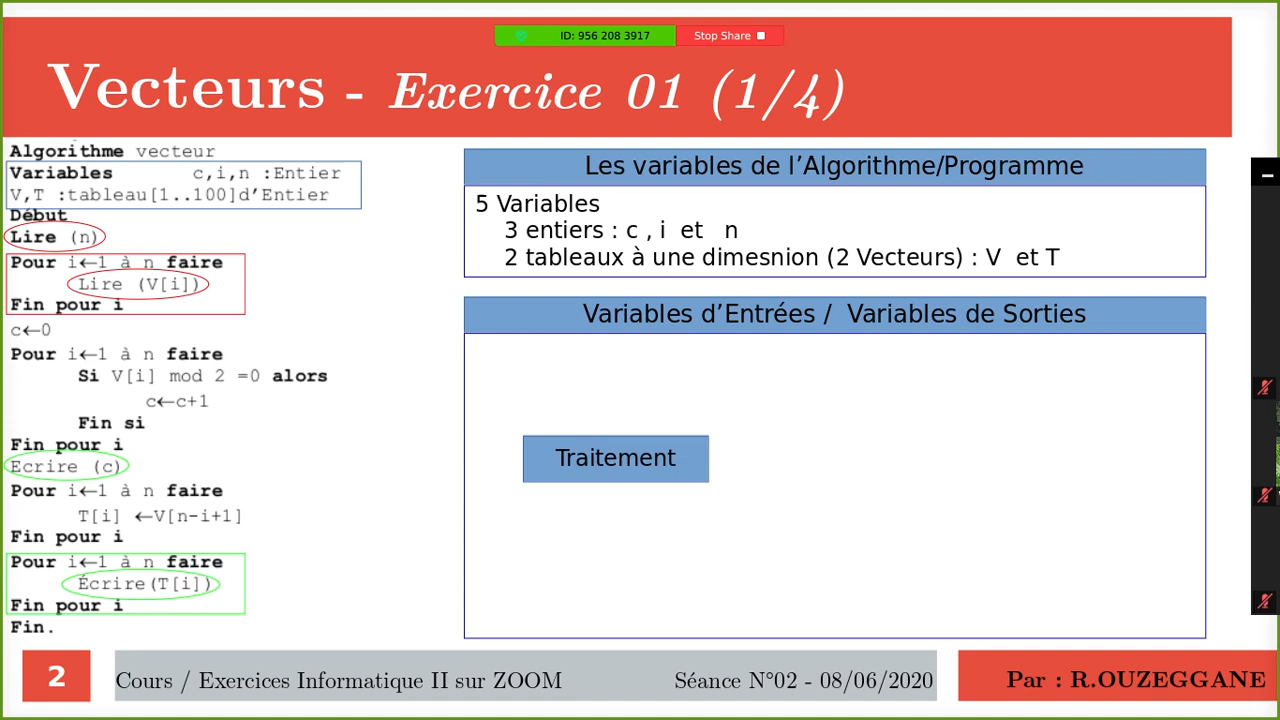 ID: 956 208 3917 Stop Share
Vecteurs - Exercice 01 (1/4)
Algorithme vecteur
Variables c,i,n :Entier
V,T :tableau[1..100]d'Entier
Début
Lire (n)
Pour i←1 à n faire
Lire (V[i])
Fin pour i
c←0
Pour i←1 à n faire
Si V[i] mod 2 =0 alors
c←c+1
Fin si
Fin pour i
Ecrire (c)
Pour i←1 à n faire
T[i] ←V[n-i+1]
Fin pour i
Pour i←1 à n faire
Écrire(T[i])
Fin pour i
Fin.
Les variables de l’Algorithme/Programme
5 Variables
3 entiers : c , i et n
2 tableaux à une dimesnion (2 Vecteurs) : V et T
Variables d’Entrées / Variables de Sorties
Traitement
2
Cours / Exercices Informatique II sur ZOOM Séance N°02 - 08/06/2020
Par : R.OUZEGGANE